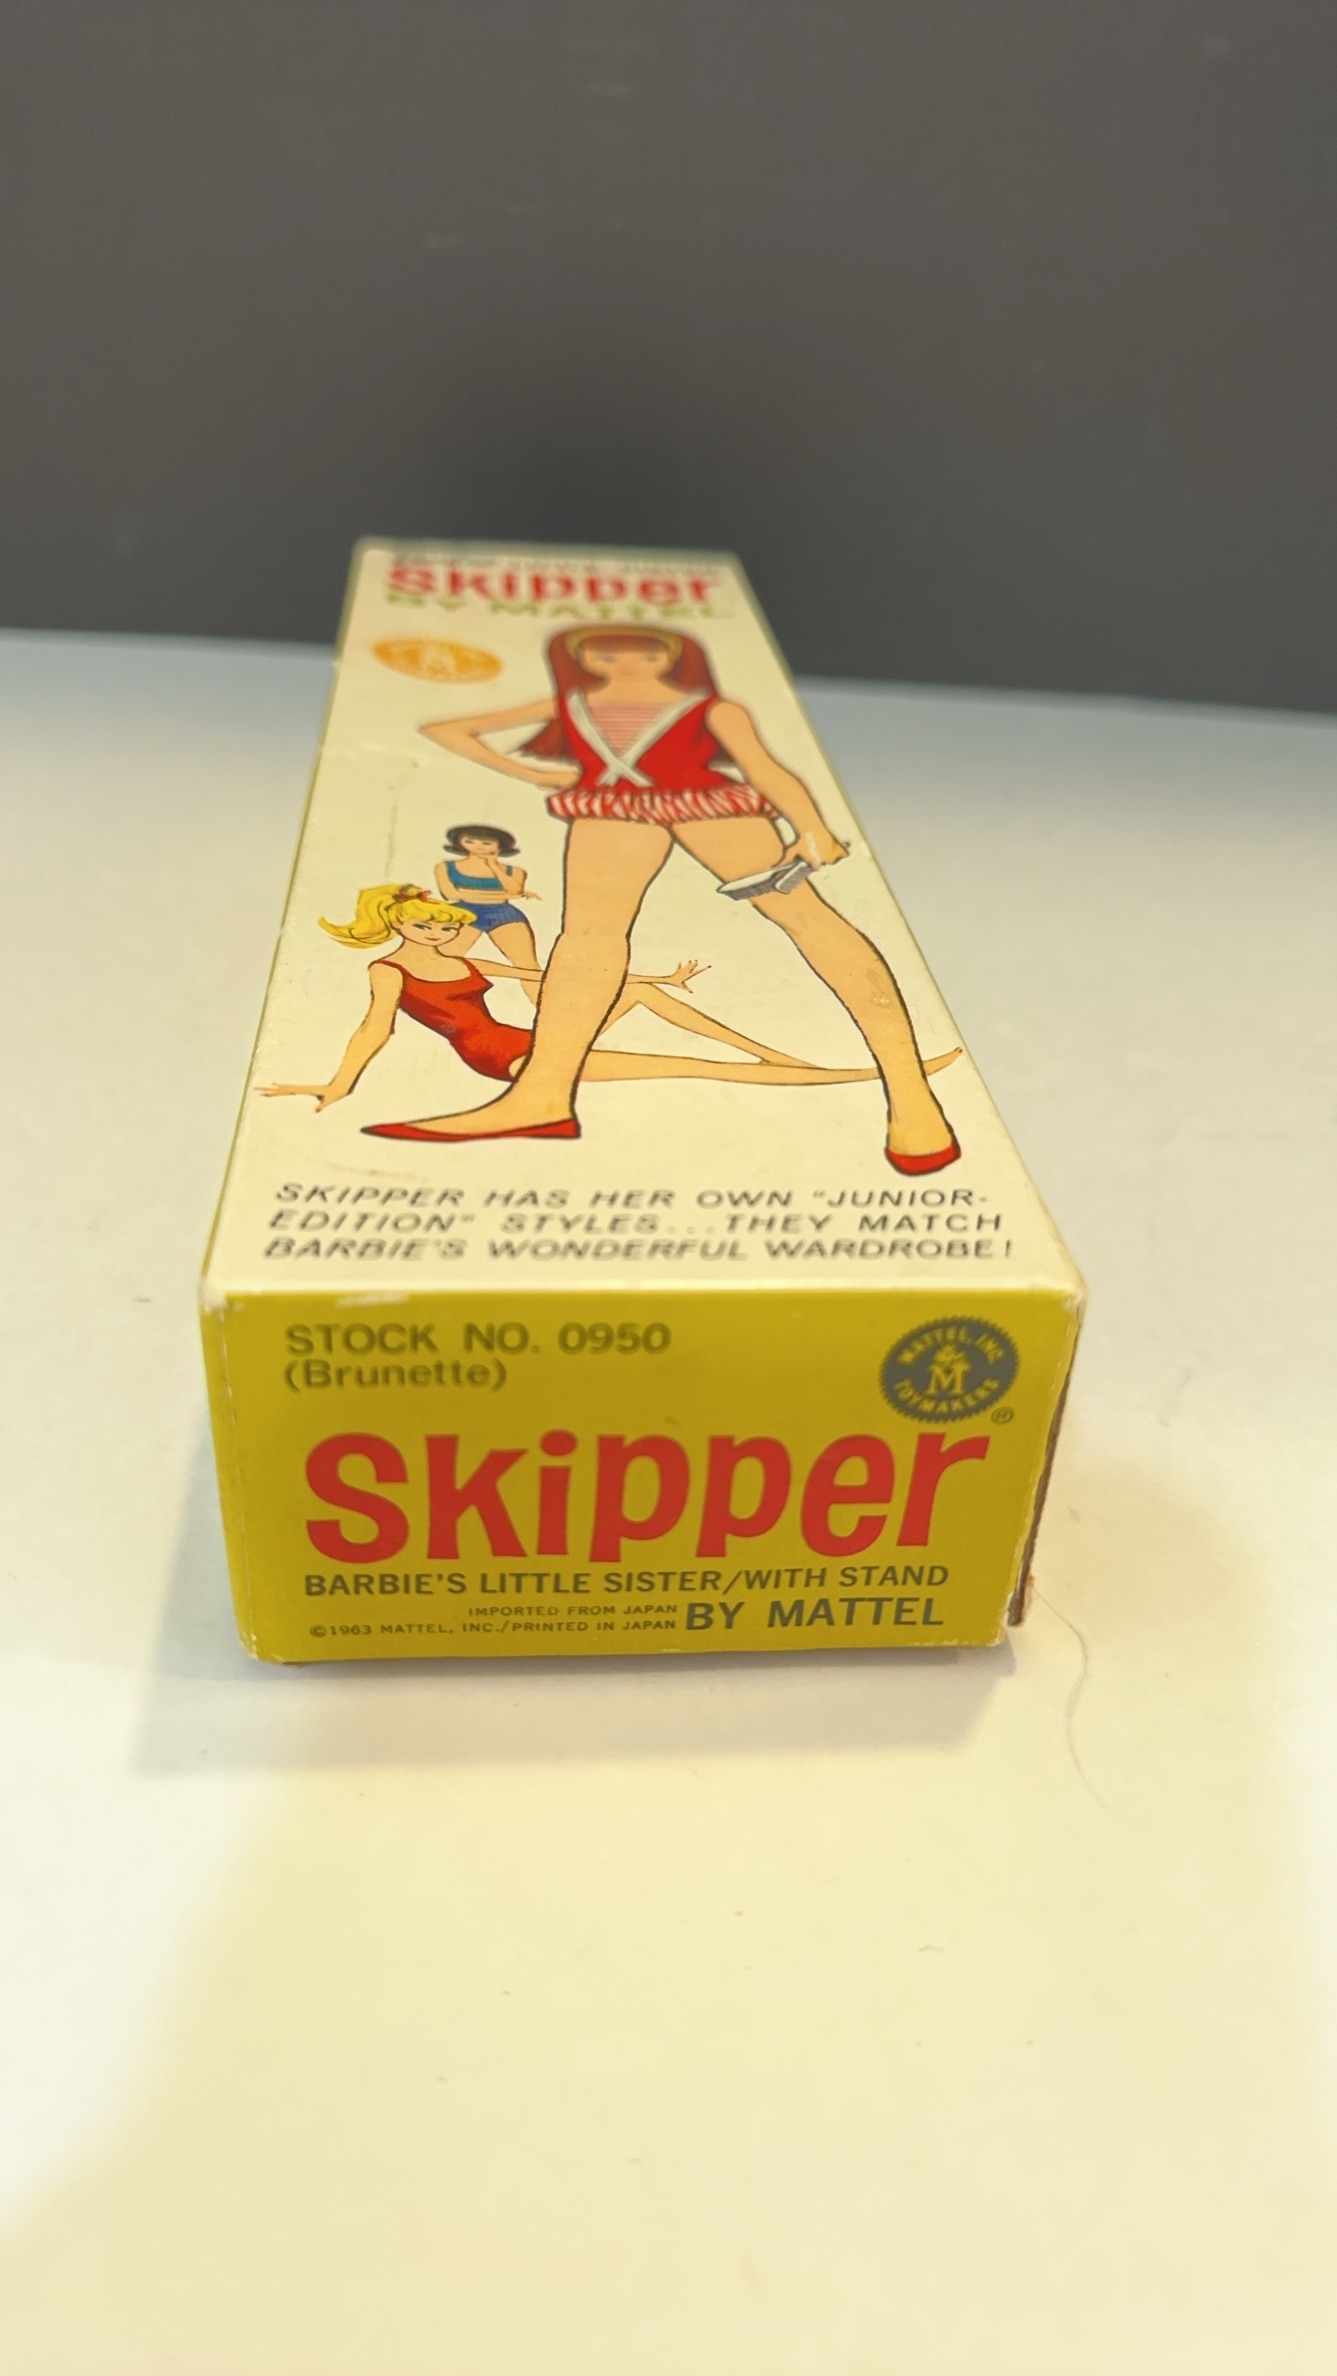 Skipper
BY MATTEL
SKIPPER HAS HER OWN "JUNIOR-
EDITION" STYLES...THEY MATCH
BARBIE'S WONDERFUL WARDROBE!
STOCK NO. 0950
(Brunette)
MATTEL, INC.
M
TOYMAKERS
®
Skipper
BARBIE'S LITTLE SISTER/WITH STAND
IMPORTED FROM JAPAN
©1963 MATTEL, INC./PRINTED IN JAPAN
BY MATTEL